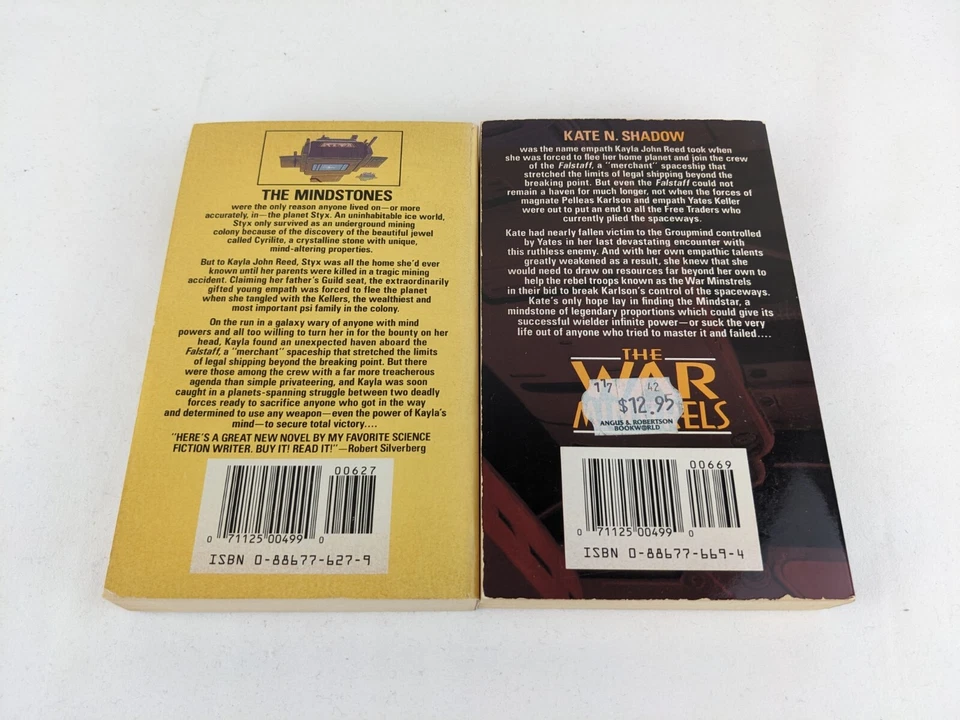 THE MINDSTONES
were the only reason anyone lived on—or more
accurately, in—the planet Styx. An uninhabitable ice world,
Styx only survived as an underground mining
colony because of the discovery of the beautiful jewel
called Cyrilite, a crystalline stone with unique,
mind-altering properties.
But to Kayla John Reed, Styx was all the home she'd ever
known until her parents were killed in a tragic mining
accident. Claiming her father's Guild seat, the extraordinarily
gifted young empath was forced to flee the planet
when she tangled with the Kellers, the wealthiest and
most important psi family in the colony.
On the run in a galaxy wary of anyone with mind
powers and all too willing to turn her in for the bounty on her
head, Kayla found an unexpected haven aboard the
Falstaff, a "merchant" spaceship that stretched the limits
of legal shipping beyond the breaking point. But there
were those among the crew with a far more treacherous
agenda than simple privateering, and Kayla was soon
caught in a planets-spanning struggle between two deadly
forces ready to sacrifice anyone who got in the way
and determined to use any weapon—even the power of Kayla's
mind—to secure total victory....
"HERE'S A GREAT NEW NOVEL BY MY FAVORITE SCIENCE
FICTION WRITER. BUY IT! READ IT!"—Robert Silverberg
00627
0 71125 00499 0
ISBN 0-88677-627-9
KATE N. SHADOW
was the name empath Kayla John Reed took when
she was forced to flee her home planet and join the crew
of the Falstaff, a "merchant" spaceship that
stretched the limits of legal shipping beyond the
breaking point. But even the Falstaff could not
remain a haven for much longer, not when the forces of
magnate Pelleas Karlson and empath Yates Keller
were out to put an end to all the Free Traders who
currently plied the spaceways.
Kate had nearly fallen victim to the Groupmind controlled
by Yates in her last devastating encounter with
this ruthless enemy. And with her own empathic talents
greatly weakened as a result, she knew that she
would need to draw on resources far beyond her own to
help the rebel troops known as the War Minstrels
in their bid to break Karlson's control of the spaceways.
Kate's only hope lay in finding the Mindstar, a
mindstone of legendary proportions which could give its
successful wielder infinite power—or suck the very
life out of anyone who tried to master it and failed....
THE
WAR
42
$12.95
ANGUS & ROBERTSON
BOOKWORLD
00669
0 71125 00499 0
ISBN 0-88677-669-4